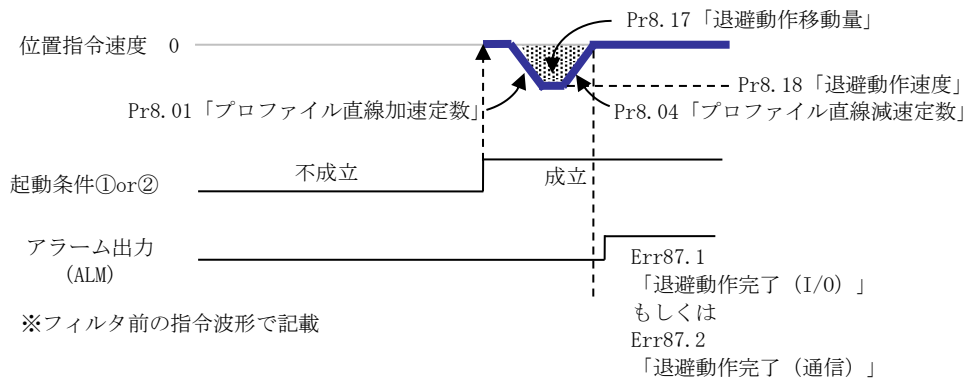 Pr8.17「退避動作移動量」
位置指令速度 0
Pr8.18「退避動作速度」
Pr8.01「プロファイル直線加速定数」
Pr8.04「プロファイル直線減速定数」
不成立
成立
起動条件①or②
アラーム出力
(ALM)
Err87.1
「退避動作完了（I/O）」
もしくは
Err87.2
「退避動作完了（通信）」
※フィルタ前の指令波形で記載